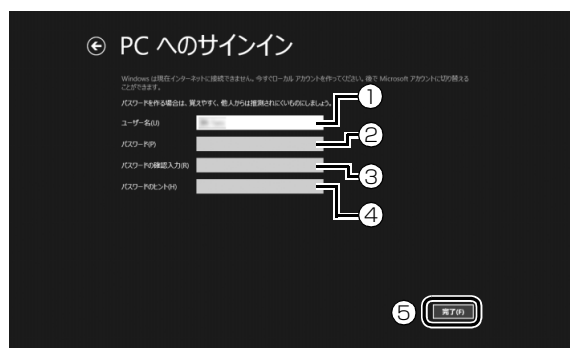 PC へのサインイン
Windows は現在インターネットに接続できません。今すぐローカル アカウントを作ってください。後で Microsoft アカウントに切り替える
ことができます。
パスワードを作る場合は、覚えやすく、他人からは推測されにくいものにしましょう。
①
ユーザー名(U)
②
パスワード(P)
パスワードの確認入力(R)
③
パスワードのヒント(H)
④
⑤ 完了(F)